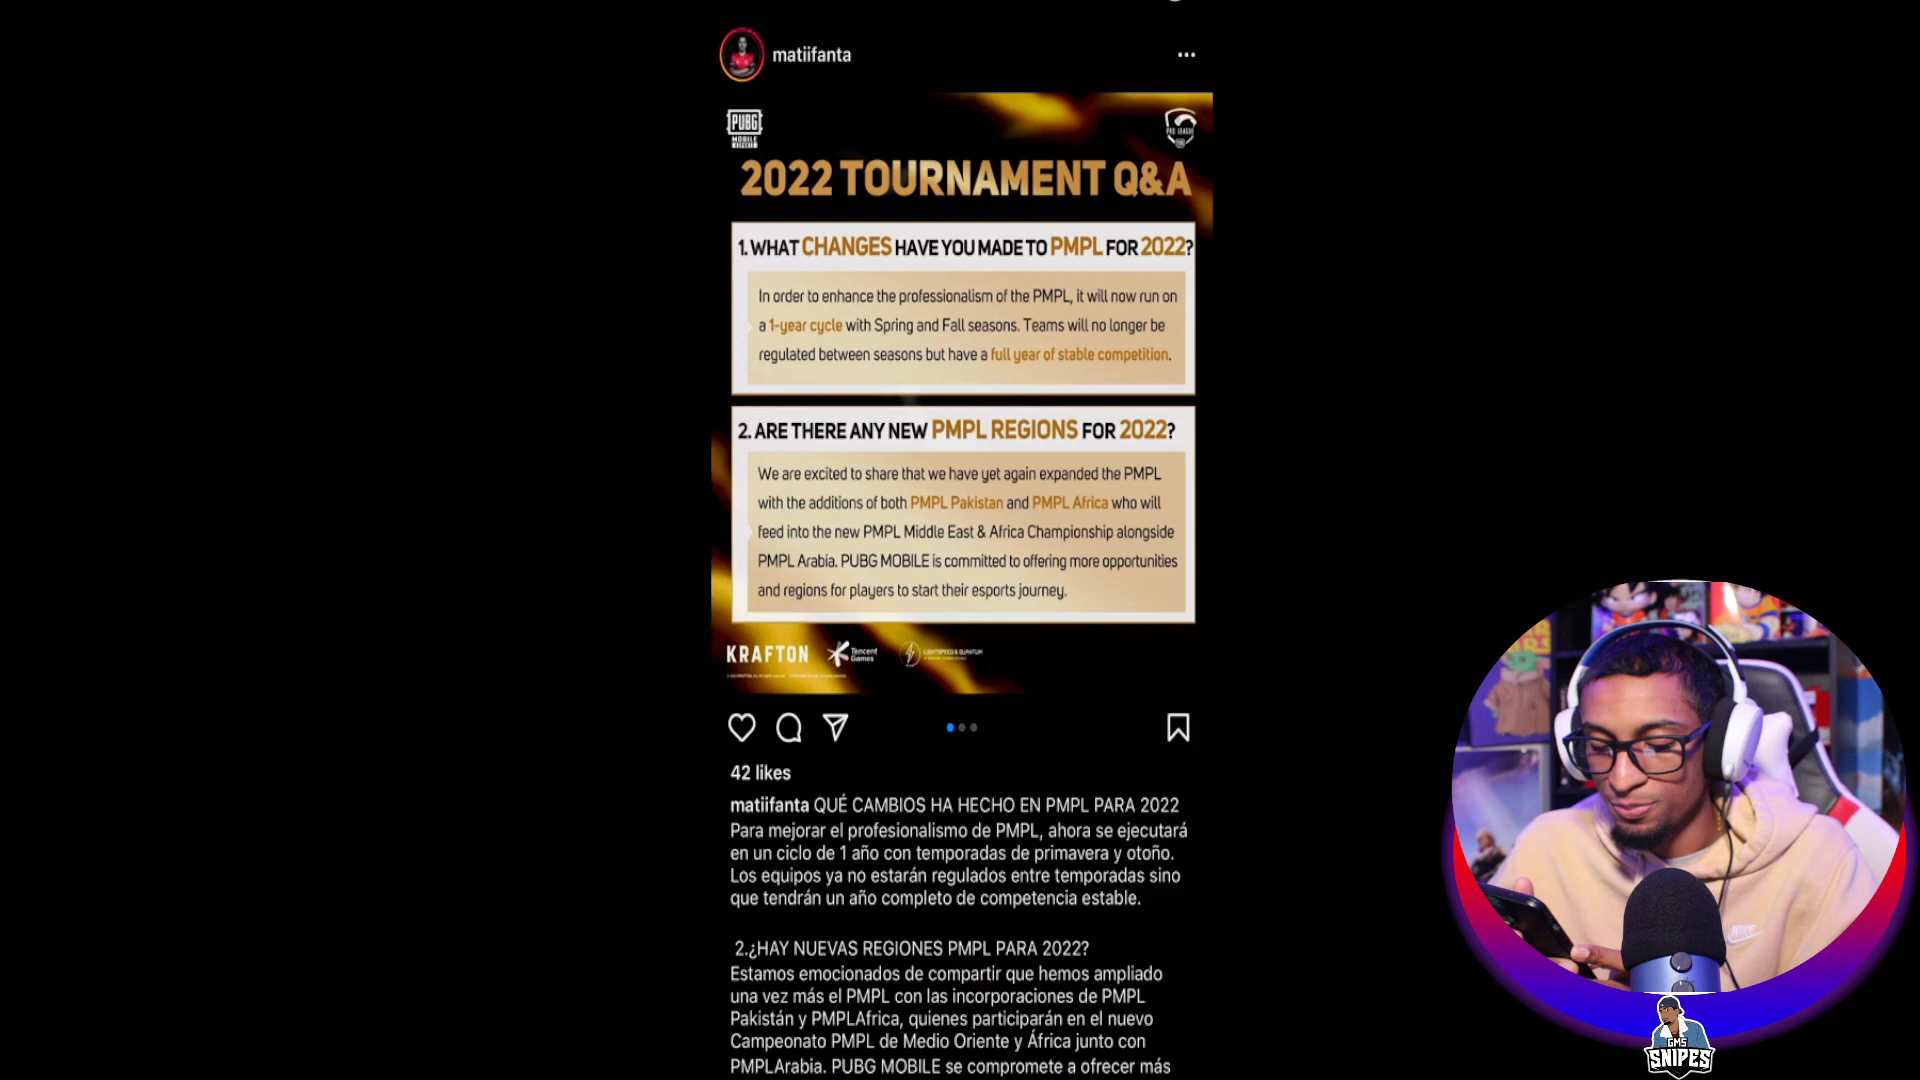 matiifanta
PUBG
MOBILE
ESPORTS
PRO LEAGUE
2022 TOURNAMENT Q&A
1. WHAT CHANGES HAVE YOU MADE TO PMPL FOR 2022?
In order to enhance the professionalism of the PMPL, it will now run on
a 1-year cycle with Spring and Fall seasons. Teams will no longer be
regulated between seasons but have a full year of stable competition.
2. ARE THERE ANY NEW PMPL REGIONS FOR 2022?
We are excited to share that we have yet again expanded the PMPL
with the additions of both PMPL Pakistan and PMPL Africa who will
feed into the new PMPL Middle East & Africa Championship alongside
PMPL Arabia. PUBG MOBILE is committed to offering more opportunities
and regions for players to start their esports journey.
KRAFTON
Tencent
Games
LIGHTSPEED & QUANTUM
42 likes
matiifanta QUÉ CAMBIOS HA HECHO EN PMPL PARA 2022
Para mejorar el profesionalismo de PMPL, ahora se ejecutará
en un ciclo de 1 año con temporadas de primavera y otoño.
Los equipos ya no estarán regulados entre temporadas sino
que tendrán un año completo de competencia estable.
2.¿HAY NUEVAS REGIONES PMPL PARA 2022?
Estamos emocionados de compartir que hemos ampliado
una vez más el PMPL con las incorporaciones de PMPL
Pakistán y PMPLAfrica, quienes participarán en el nuevo
Campeonato PMPL de Medio Oriente y África junto con
PMPLArabia. PUBG MOBILE se compromete a ofrecer más
NIKE
GMS
SNIPES